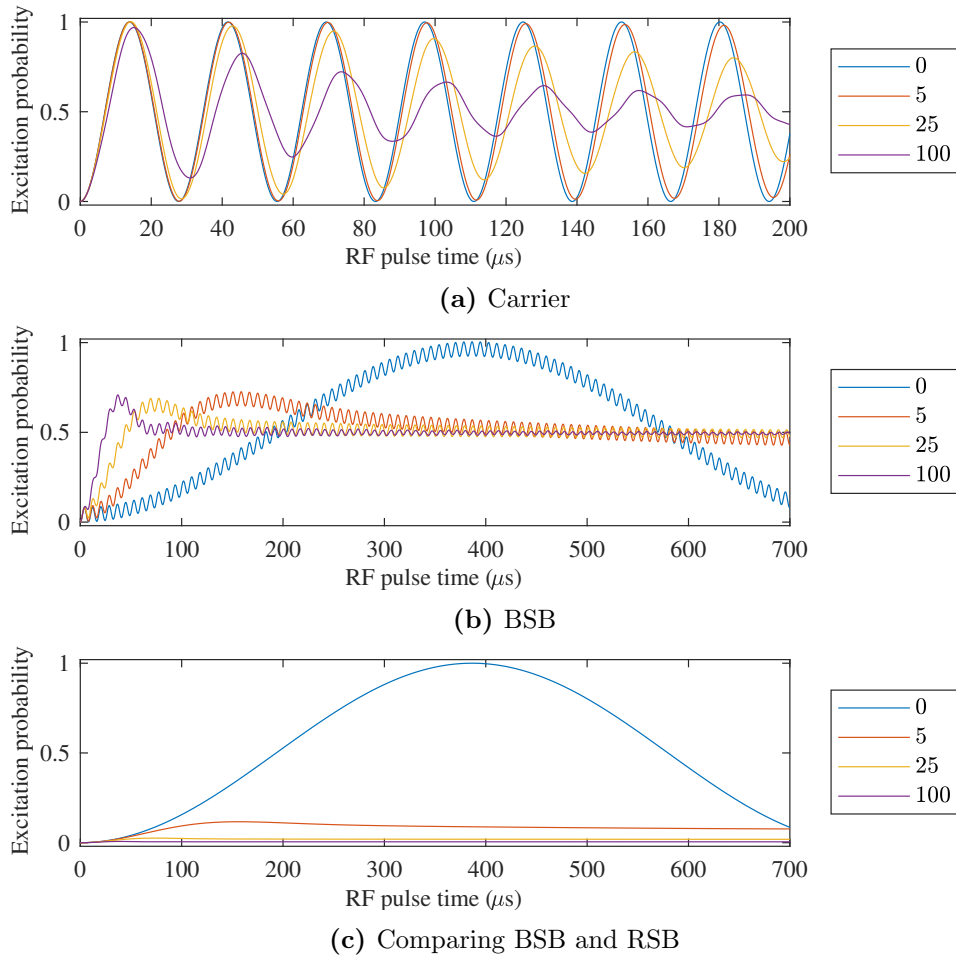 Excitation probability
1
0.5
0
0 20 40 60 80 100 120 140 160 180 200
RF pulse time (μs)
0
5
25
100
(a) Carrier
Excitation probability
1
0.5
0
0 100 200 300 400 500 600 700
RF pulse time (μs)
0
5
25
100
(b) BSB
Excitation probability
1
0.5
0
0 100 200 300 400 500 600 700
RF pulse time (μs)
0
5
25
100
(c) Comparing BSB and RSB